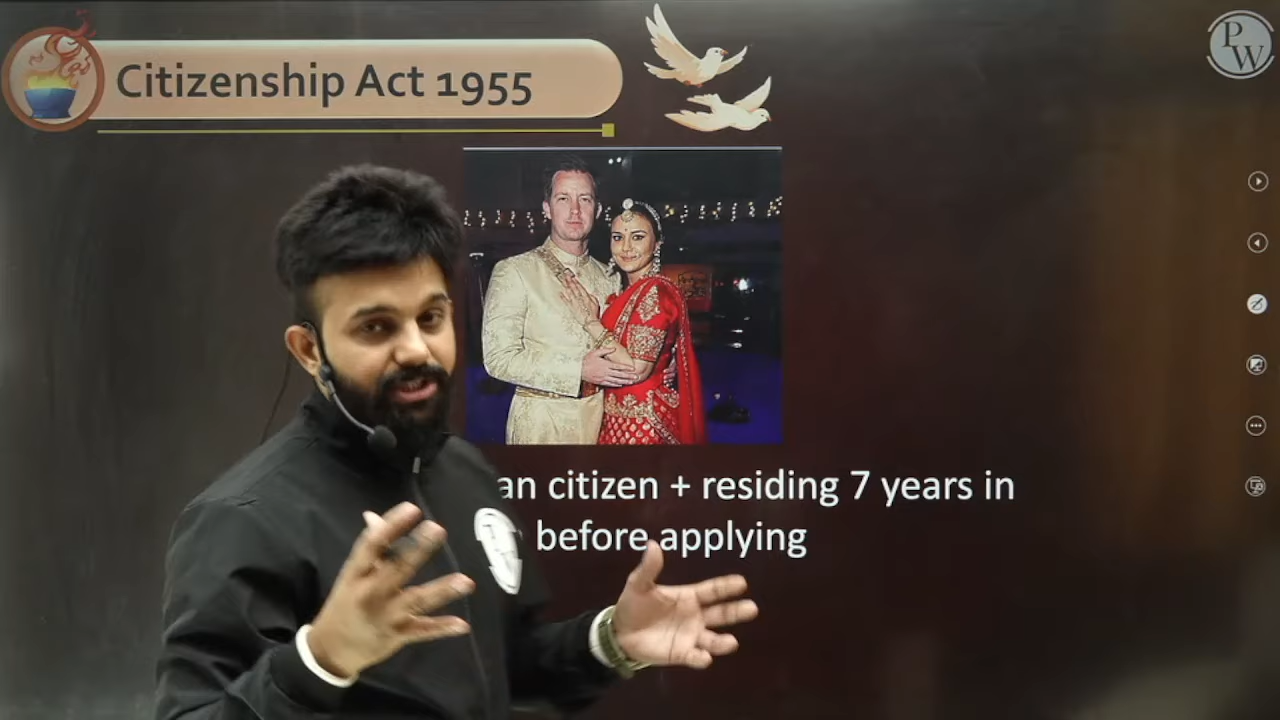 Citizenship Act 1955
PW
an citizen + residing 7 years in
before applying